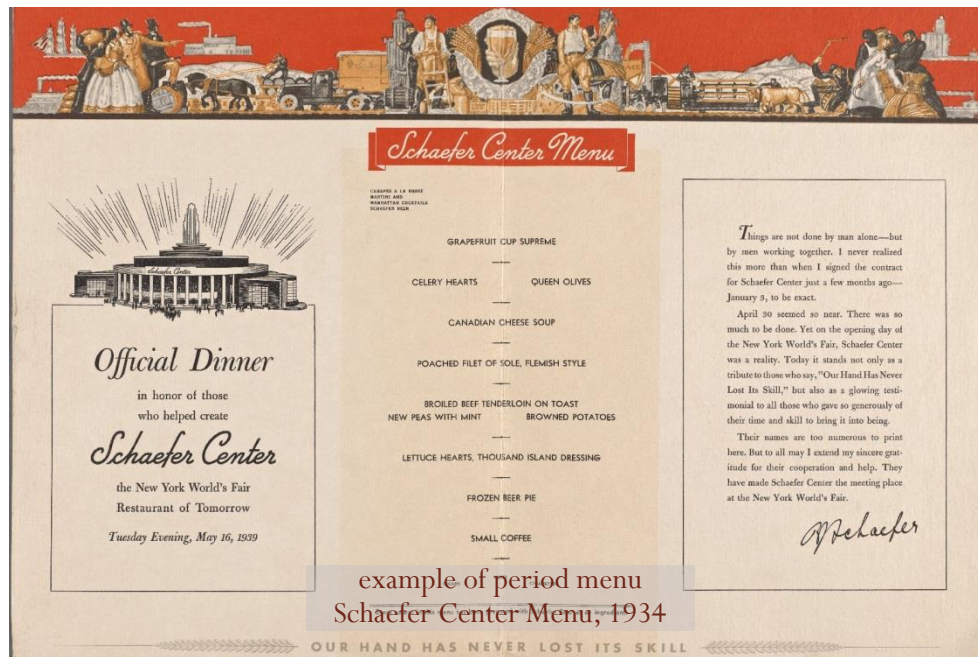 Schaefer Center Menu
CANAPES A LA RUSSE
MARTINI AND
MANHATTAN COCKTAILS
SCHAEFER BEER
GRAPEFRUIT CUP SUPREME
CELERY HEARTS QUEEN OLIVES
CANADIAN CHEESE SOUP
POACHED FILET OF SOLE, FLEMISH STYLE
BROILED BEEF TENDERLOIN ON TOAST
NEW PEAS WITH MINT BROWNED POTATOES
LETTUCE HEARTS, THOUSAND ISLAND DRESSING
FROZEN BEER PIE
SMALL COFFEE
Schaefer Center
Official Dinner
in honor of those
who helped create
Schaefer Center
the New York World's Fair
Restaurant of Tomorrow
Tuesday Evening, May 16, 1939
Things are not done by man alone—but
by men working together. I never realized
this more than when I signed the contract
for Schaefer Center just a few months ago—
January 3, to be exact.
April 30 seemed so near. There was so
much to be done. Yet on the opening day of
the New York World's Fair, Schaefer Center
was a reality. Today it stands not only as a
tribute to those who say, "Our Hand Has Never
Lost Its Skill," but also as a glowing testi-
monial to all those who gave so generously of
their time and skill to bring it into being.
Their names are too numerous to print
here. But to all may I extend my sincere grat-
itude for their cooperation and help. They
have made Schaefer Center the meeting place
at the New York World's Fair.
Schaefer
example of period menu
Schaefer Center Menu, 1934
OUR HAND HAS NEVER LOST ITS SKILL